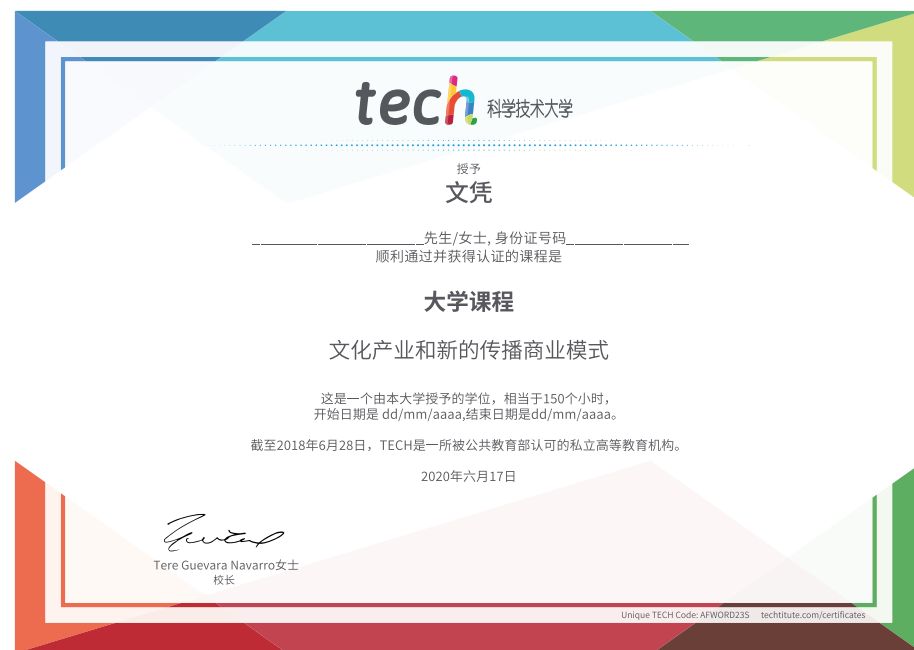 tech 科学技术大学
授予
文凭
________________________先生/女士, 身份证号码_________________
顺利通过并获得认证的课程是
大学课程
文化产业和新的传播商业模式
这是一个由本大学授予的学位，相当于150个小时，
开始日期是 dd/mm/aaaa,结束日期是dd/mm/aaaa。
截至2018年6月28日，TECH是一所被公共教育部认可的私立高等教育机构。
2020年六月17日
Tere Guevara Navarro女士
校长
Unique TECH Code: AFWORD23S techtitute.com/certificates